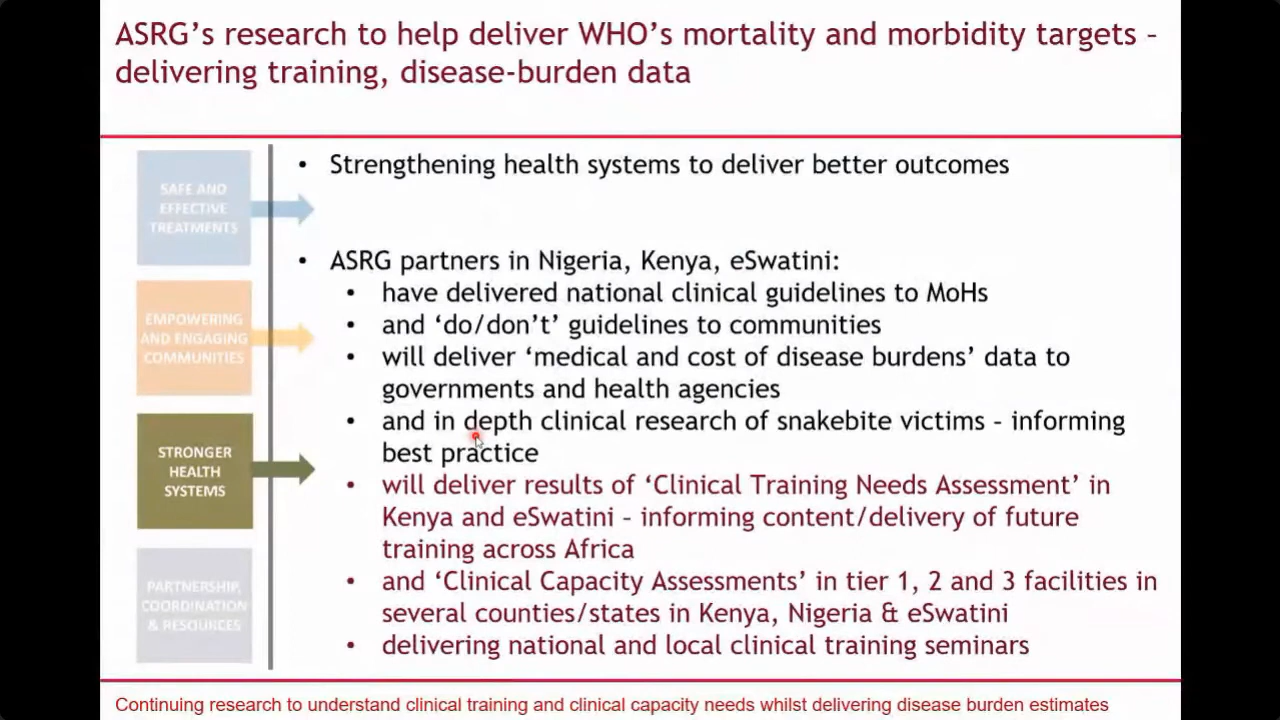 ASRG’s research to help deliver WHO’s mortality and morbidity targets –
delivering training, disease-burden data
SAFE AND
EFFECTIVE
TREATMENTS
EMPOWERING
AND ENGAGING
COMMUNITIES
STRONGER
HEALTH
SYSTEMS
PARTNERSHIP,
COORDINATION
& RESOURCES
• Strengthening health systems to deliver better outcomes
• ASRG partners in Nigeria, Kenya, eSwatini:
• have delivered national clinical guidelines to MoHs
• and ‘do/don’t’ guidelines to communities
• will deliver ‘medical and cost of disease burdens’ data to
governments and health agencies
• and in depth clinical research of snakebite victims – informing
best practice
• will deliver results of ‘Clinical Training Needs Assessment’ in
Kenya and eSwatini – informing content/delivery of future
training across Africa
• and ‘Clinical Capacity Assessments’ in tier 1, 2 and 3 facilities in
several counties/states in Kenya, Nigeria & eSwatini
• delivering national and local clinical training seminars
Continuing research to understand clinical training and clinical capacity needs whilst delivering disease burden estimates